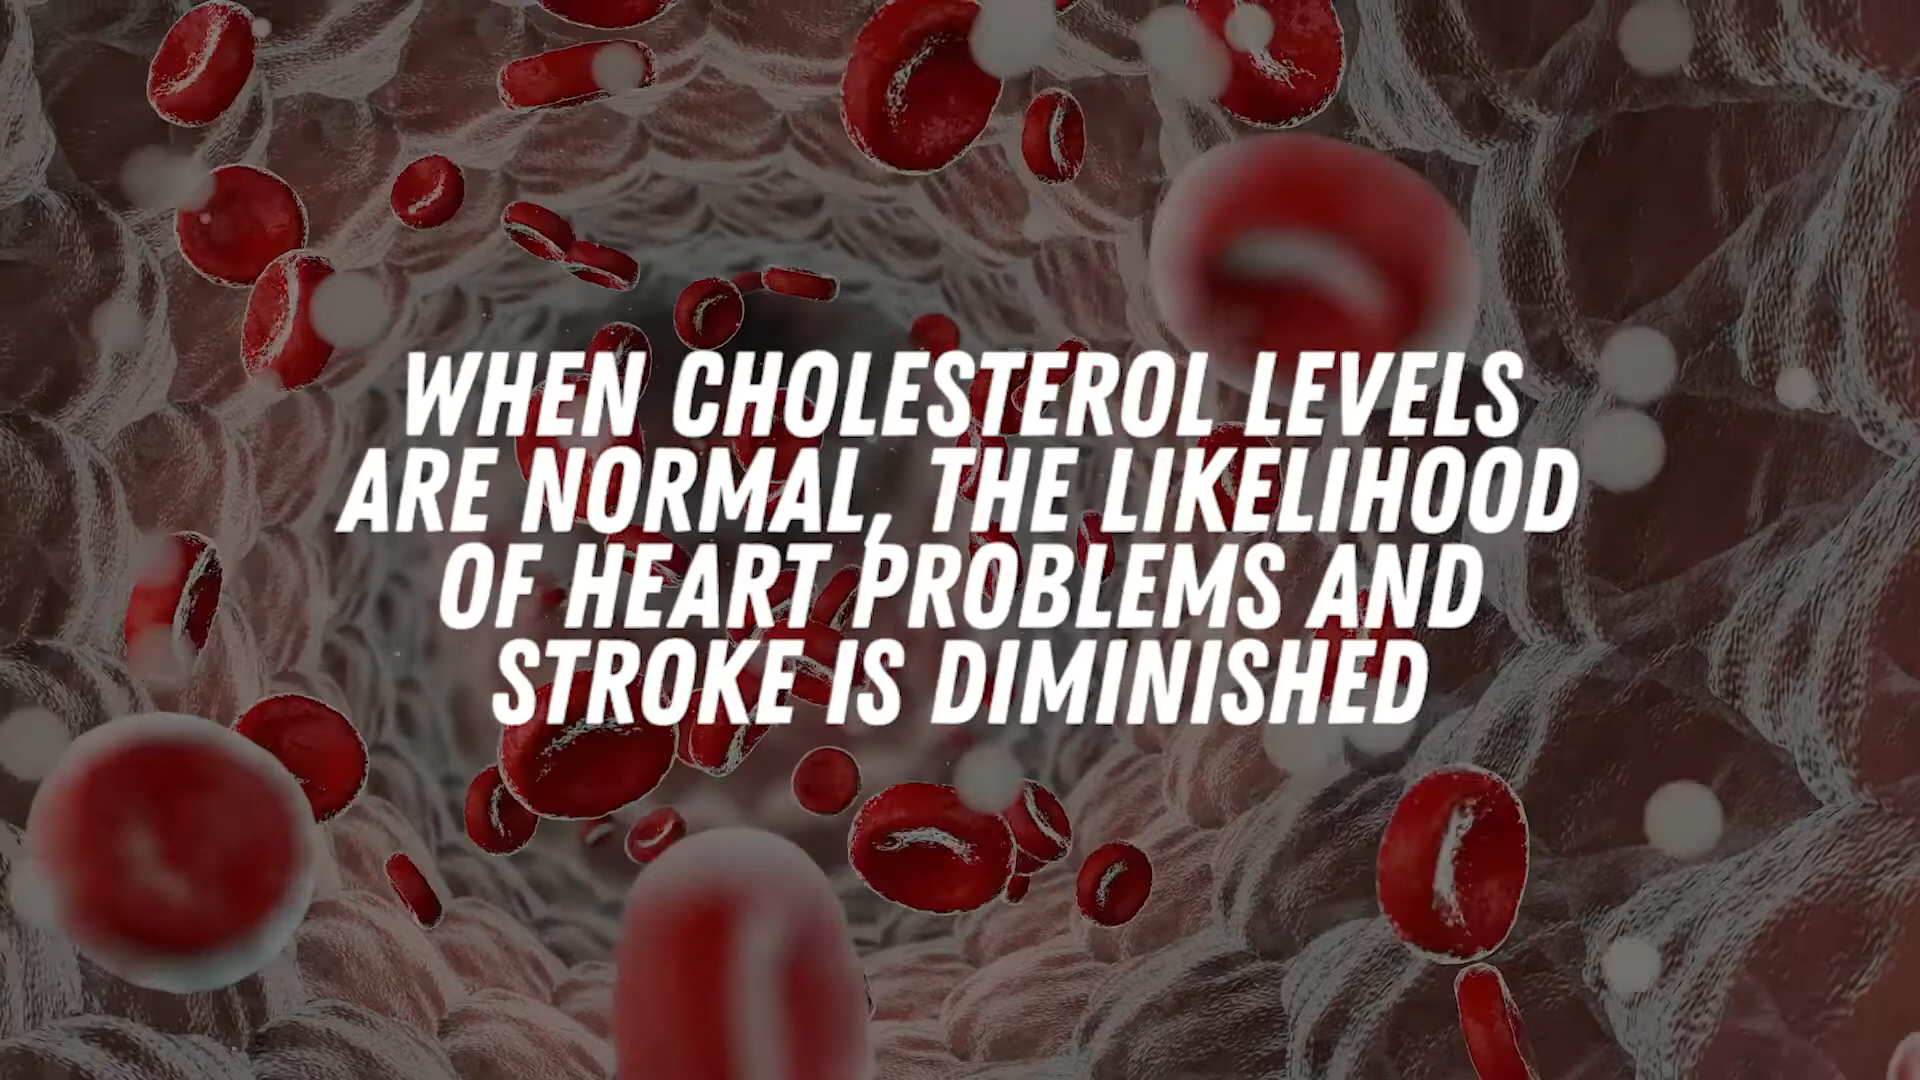 WHEN CHOLESTEROL LEVELS
ARE NORMAL, THE LIKELIHOOD
OF HEART PROBLEMS AND
STROKE IS DIMINISHED